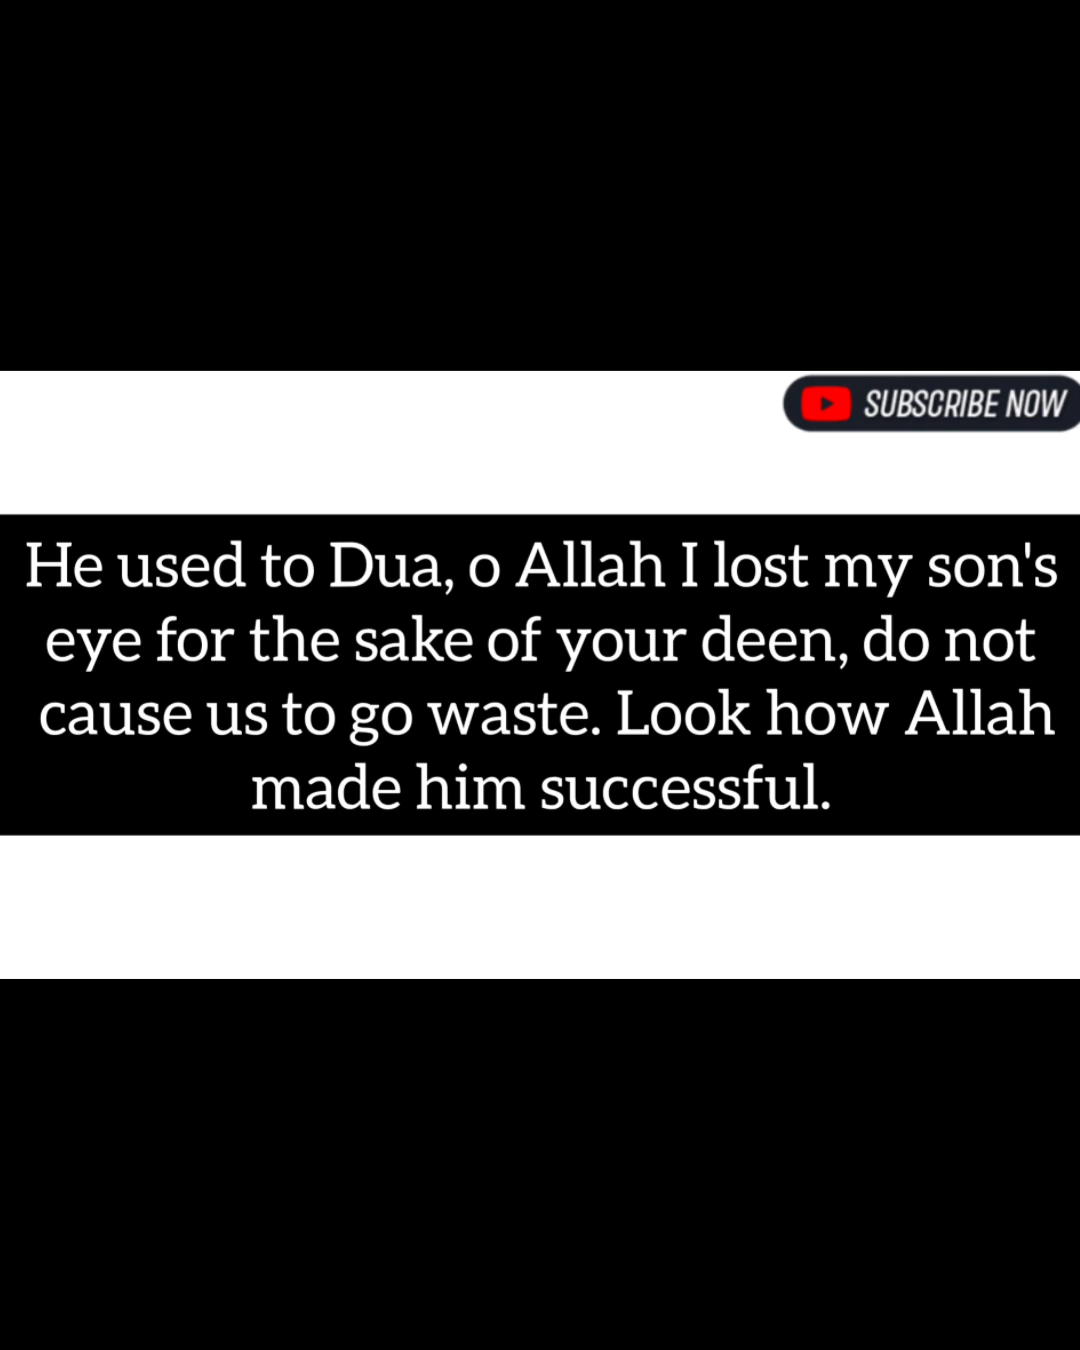 SUBSCRIBE NOW
He used to Dua, o Allah I lost my son's
eye for the sake of your deen, do not
cause us to go waste. Look how Allah
made him successful.